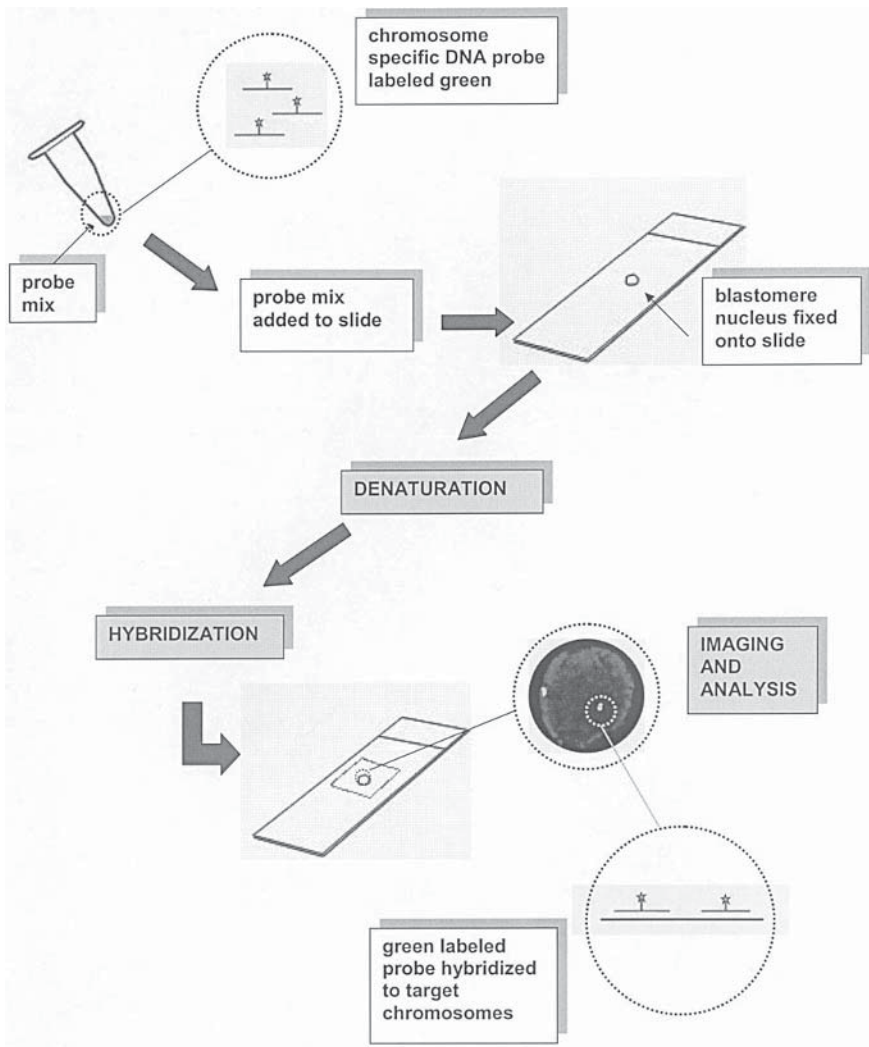 chromosome
specific DNA probe
labeled green
probe
mix
probe mix
added to slide
blastomere
nucleus fixed
onto slide
DENATURATION
HYBRIDIZATION
IMAGING
AND
ANALYSIS
green labeled
probe hybridized
to target
chromosomes